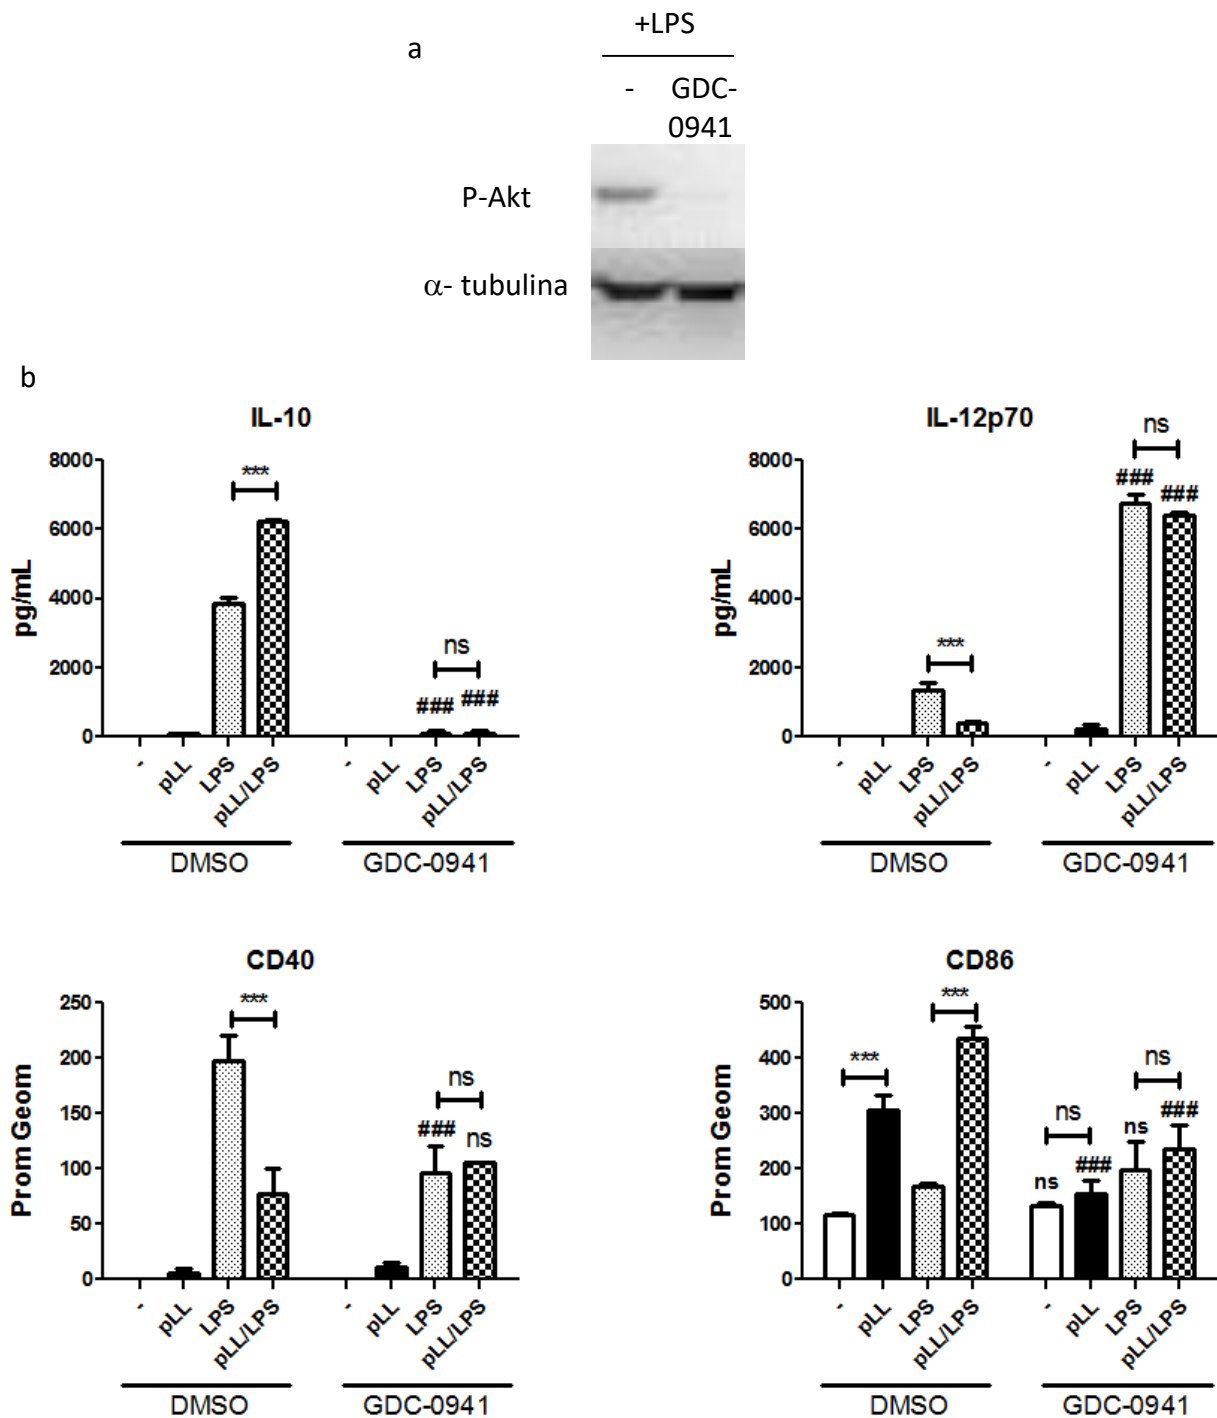 a
+LPS
- GDC-
0941
P-Akt
α- tubulina
b
IL-10
pg/mL
8000
6000
4000
2000
0
***
ns
### ###
- pLL LPS pLL/LPS - pLL LPS pLL/LPS
DMSO GDC-0941
IL-12p70
pg/mL
8000
6000
4000
2000
0
ns
### ###
***
- pLL LPS pLL/LPS - pLL LPS pLL/LPS
DMSO GDC-0941
CD40
Prom Geom
250
200
150
100
50
0
***
ns
### ns
- pLL LPS pLL/LPS - pLL LPS pLL/LPS
DMSO GDC-0941
CD86
Prom Geom
500
400
300
200
100
0
***
***
ns
ns
ns ### ns ###
- pLL LPS pLL/LPS - pLL LPS pLL/LPS
DMSO GDC-0941